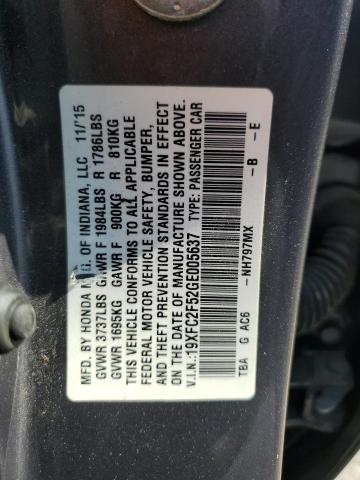 MFD. BY HONDA MFG. OF INDIANA, LLC 11/'15
GVWR 3737LBS GAWR F 1984LBS R 1786LBS
GVWR 1695KG GAWR F 900KG R 810KG
THIS VEHICLE CONFORMS TO ALL APPLICABLE
FEDERAL MOTOR VEHICLE SAFETY, BUMPER,
AND THEFT PREVENTION STANDARDS IN EFFECT
ON THE DATE OF MANUFACTURE SHOWN ABOVE.
V.I.N.:19XFC2F52GE005637 TYPE: PASSENGER CAR
TBA G AC6 -NH797MX -B -E